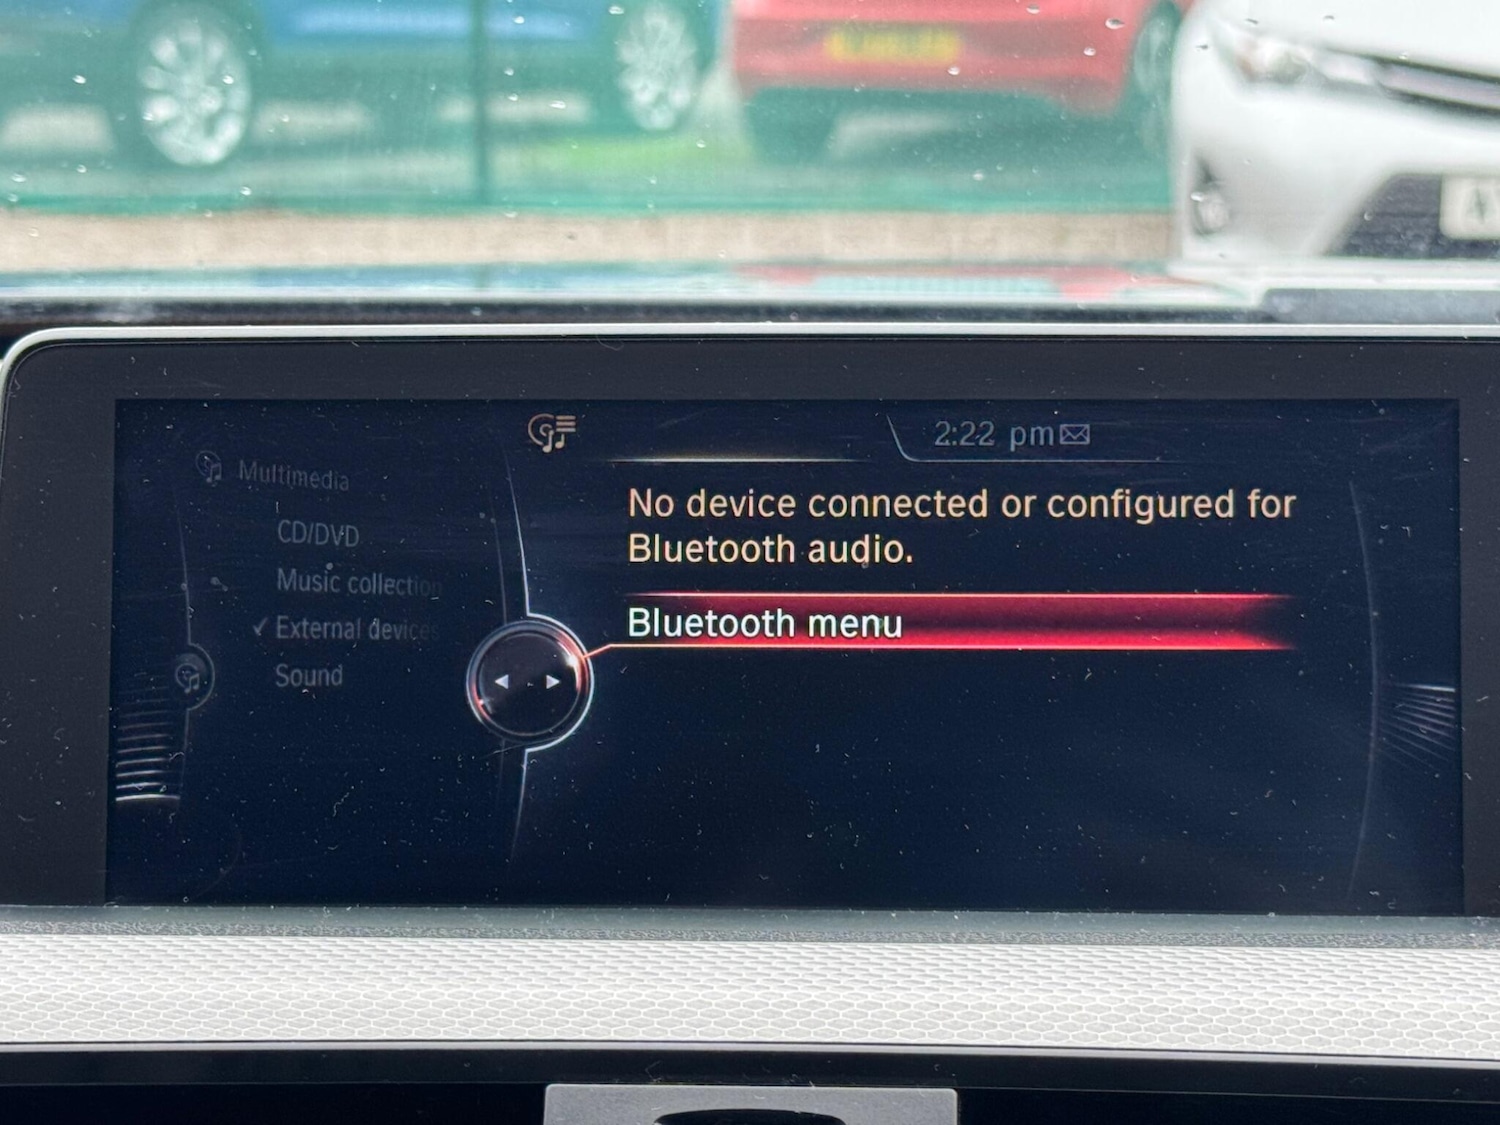 2:22 pm
Multimedia
CD/DVD
Music collection
External devices
Sound
No device connected or configured for
Bluetooth audio.
Bluetooth menu